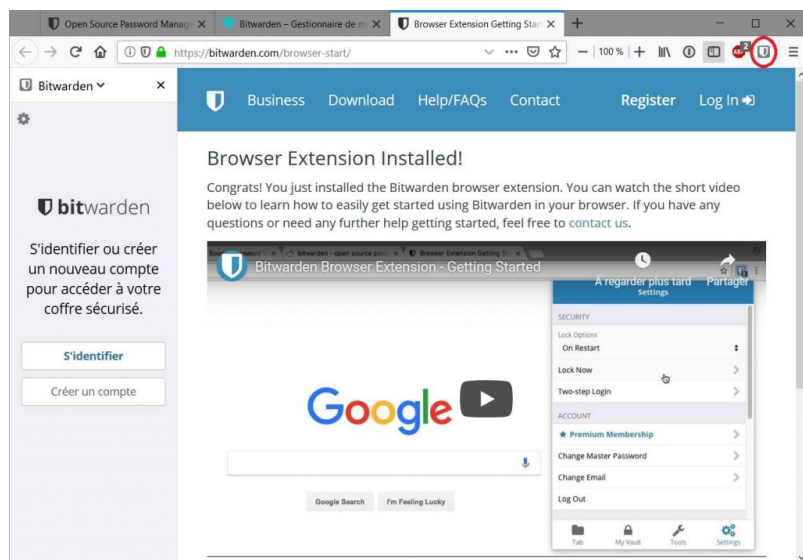 Open Source Password Manag
Bitwarden – Gestionnaire de m
Browser Extension Getting Star
https://bitwarden.com/browser-start/
100 %
2
Bitwarden
Business Download Help/FAQs Contact Register Log In
bitwarden
S'identifier ou créer
un nouveau compte
pour accéder à votre
coffre sécurisé.
S'identifier
Créer un compte
Browser Extension Installed!
Congrats! You just installed the Bitwarden browser extension. You can watch the short video
below to learn how to easily get started using Bitwarden in your browser. If you have any
questions or need any further help getting started, feel free to contact us.
Bitwarden Browser Extension - Getting Started
À regarder plus tard
Partager
Google
Google Search
I'm Feeling Lucky
Settings
SECURITY
Lock Options
On Restart
Lock Now
Two-step Login
ACCOUNT
Premium Membership
Change Master Password
Change Email
Log Out
Tab My Vault Tools Settings